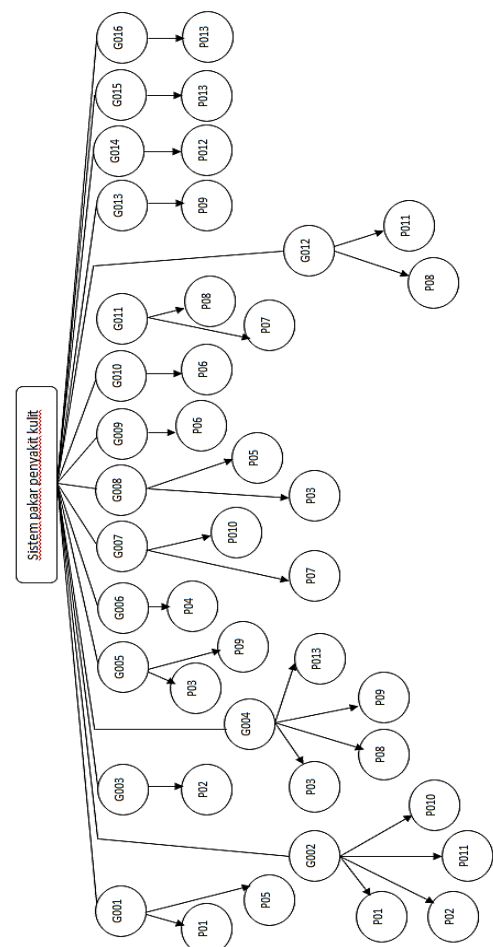 Sistem pakar penyakit kulit
G001
G002
G003
G004
G005
G006
G007
G008
G009
G010
G011
G012
G013
G014
G015
G016
P01
P05
P01
P02
P011
P010
P02
P03
P08
P09
P013
P03
P09
P04
P07
P010
P03
P05
P06
P06
P07
P08
P08
P011
P09
P012
P013
P013